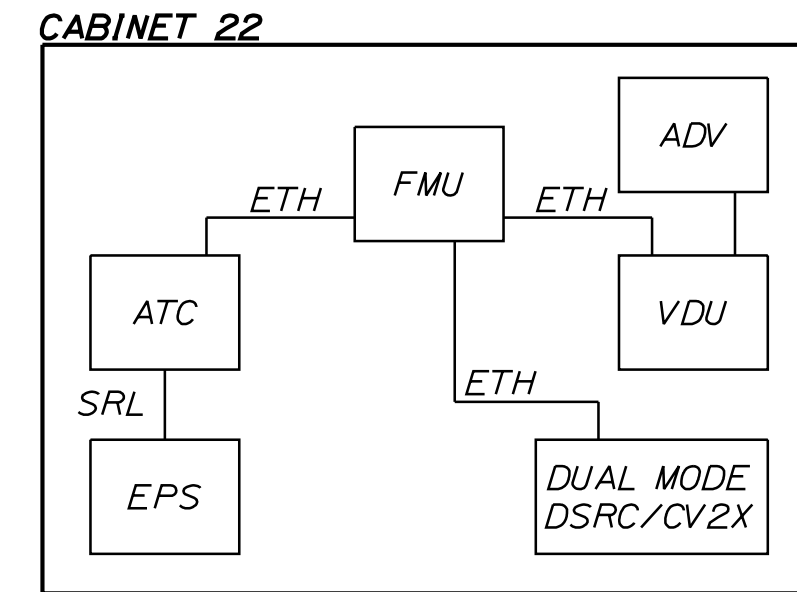 CABINET 22
ADV
FMU
ETH
ETH
ATC
VDU
ETH
SRL
EPS
DUAL MODE
DSRC/CV2X